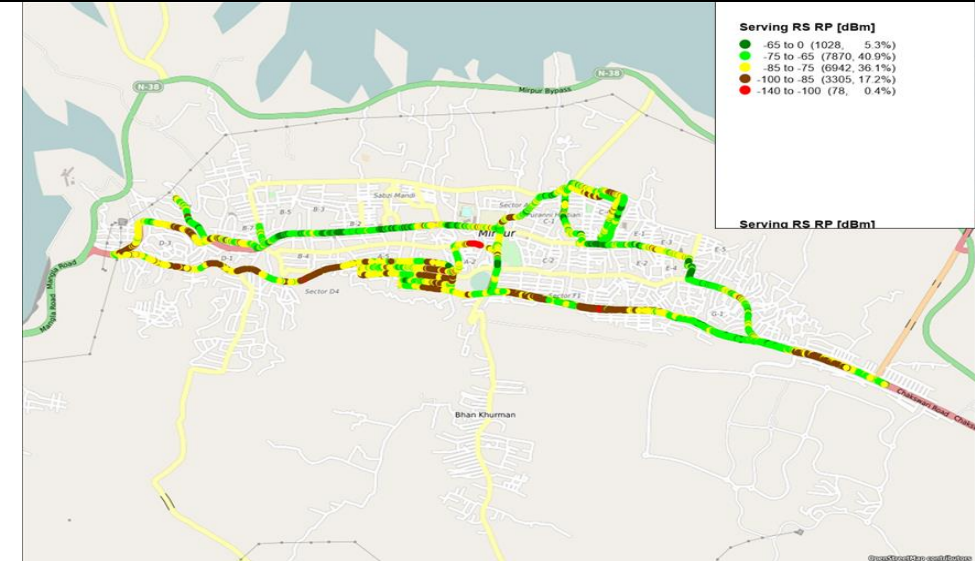 Serving RS RP [dBm]
-65 to 0 (1028, 5.3%)
-75 to -65 (7870, 40.9%)
-85 to -75 (6942, 36.1%)
-100 to -85 (3305, 17.2%)
-140 to -100 (78, 0.4%)
Serving RS RP [dBm]
N-38
N-38
Mirpur Bypass
Sabzi Mandi
B-5
B-3
B-2
Sector
C-1
E-1
E-3
E-5
D-3
B-4
D-1
A-5
A-2
C-2
E-2
E-4
Sector D4
Sector F1
G-1
Mangla Road
Mangla Road
Bhan Khurman
Chakswari Road
OpenStreetMap contributors